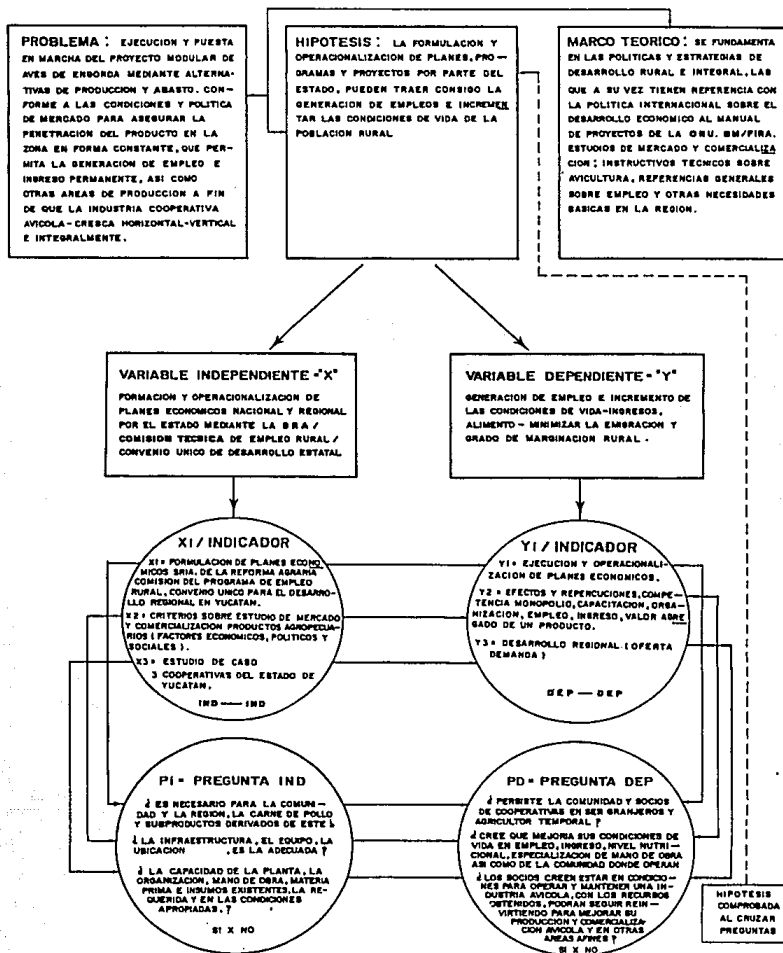 PROBLEMA : EJECUCION Y PUESTA
EN MARCHA DEL PROYECTO MODULAR DE
AVES DE ENGORDA MEDIANTE ALTERNA-
TIVAS DE PRODUCCION Y ABASTO. CON-
FORME A LAS CONDICIONES Y POLITICA
DE MERCADO PARA ASEGURAR LA
PENETRACION DEL PRODUCTO EN LA
ZONA EN FORMA CONSTANTE, QUE PER-
MITA LA GENERACION DE EMPLEO E
INGRESO PERMANENTE, ASI COMO
OTRAS AREAS DE PRODUCCION A FIN
DE QUE LA INDUSTRIA COOPERATIVA
AVICOLA-CRESCA HORIZONTAL-VERTICAL
E INTEGRALMENTE.
HIPOTESIS : LA FORMULACION Y
OPERACIONALIZACION DE PLANES, PRO-
GRAMAS Y PROYECTOS POR PARTE DEL
ESTADO, PUEDEN TRAER CONSIGO LA
GENERACION DE EMPLEOS E INCREMEN
TAR LAS CONDICIONES DE VIDA DE LA
POBLACION RURAL
MARCO TEORICO : SE FUNDAMENTA
EN LAS POLITICAS Y ESTRATEGIAS DE
DESARROLLO RURAL E INTEGRAL, LAS
QUE A SU VEZ TIENEN REFERENCIA CON
LA POLITICA INTERNACIONAL SOBRE EL
DESARROLLO ECONOMICO AL MANUAL
DE PROYECTOS DE LA ONU. BM/FIRA.
ESTUDIOS DE MERCADO Y COMERCIALIZA
CION ; INSTRUCTIVOS TECNICOS SOBRE
AVICULTURA, REFERENCIAS GENERALES
SOBRE EMPLEO Y OTRAS NECESIDADES
BASICAS EN LA REGION.
VARIABLE INDEPENDIENTE = "X"
FORMACION Y OPERACIONALIZACION DE
PLANES ECONOMICOS NACIONAL Y REGIONAL
POR EL ESTADO MEDIANTE LA SRA /
COMISION TECNICA DE EMPLEO RURAL /
CONVENIO UNICO DE DESARROLLO ESTATAL
VARIABLE DEPENDIENTE = "Y"
GENERACION DE EMPLEO E INCREMENTO DE
LAS CONDICIONES DE VIDA-INGRESOS,
ALIMENTO - MINIMIZAR LA EMIGRACION Y
GRADO DE MARGINACION RURAL .
XI / INDICADOR
X1= FORMULACION DE PLANES ECONO
MICOS SRIA. DE LA REFORMA AGRARIA
COMISION DEL PROGRAMA DE EMPLEO
RURAL, CONVENIO UNICO PARA EL DESARRO-
LLO REGIONAL EN YUCATAN.
X2= CRITERIOS SOBRE ESTUDIO DE MERCADO
Y COMERCIALIZACION PRODUCTOS AGROPECUA-
RIOS ( FACTORES ECONOMICOS, POLITICOS Y
SOCIALES ).
X3= ESTUDIO DE CASO
3 COOPERATIVAS DEL ESTADO DE
YUCATAN.
IND — IND
YI / INDICADOR
Y1= EJECUCION Y OPERACIONALI-
ZACION DE PLANES ECONOMICOS.
Y2 = EFECTOS Y REPERCUCIONES, COMPE-
TENCIA MONOPOLIO, CAPACITACION, ORGA-
NIZACION, EMPLEO, INGRESO, VALOR AGRE
GADO DE UN PRODUCTO.
Y3 = DESARROLLO REGIONAL ( OFERTA
DEMANDA )
DEP — DEP
PI = PREGUNTA IND
¿ ES NECESARIO PARA LA COMUNI-
DAD Y LA REGION, LA CARNE DE POLLO
Y SUBPRODUCTOS DERIVADOS DE ESTE ¿
¿ LA INFRAESTRUCTURA, EL EQUIPO, LA
UBICACION , ES LA ADECUADA ?
¿ LA CAPACIDAD DE LA PLANTA, LA
ORGANIZACION, MANO DE OBRA, MATERIA
PRIMA E INSUMOS EXISTENTES, LA RE-
QUERIDA Y EN LAS CONDICIONES
APROPIADAS. ?
SI X NO
PD = PREGUNTA DEP
¿ PERSISTE LA COMUNIDAD Y SOCIOS
DE COOPERATIVAS EN SER GRANJEROS Y
AGRICULTOR TEMPORAL ?
¿ CREE QUE MEJORIA SUS CONDICIONES DE
VIDA EN EMPLEO, INGRESO, NIVEL NUTRI-
CIONAL, ESPECIALIZACION DE MANO DE OBRA
ASI COMO DE LA COMUNIDAD DONDE OPERAN
¿ LOS SOCIOS CREEN ESTAR EN CONDICIO-
NES PARA OPERAR Y MANTENER UNA IN-
DUSTRIA AVICOLA, CON LOS RECURSOS
OBTENIDOS, PODRAN SEGUIR REIN-
VIRTIENDO PARA MEJORAR SU
PRODUCCION Y COMERCIALIZA-
CION AVICOLA Y EN OTRAS
AREAS AFINES ?
SI X NO
HIPOTESIS
COMPROBADA
AL CRUZAR
PREGUNTAS